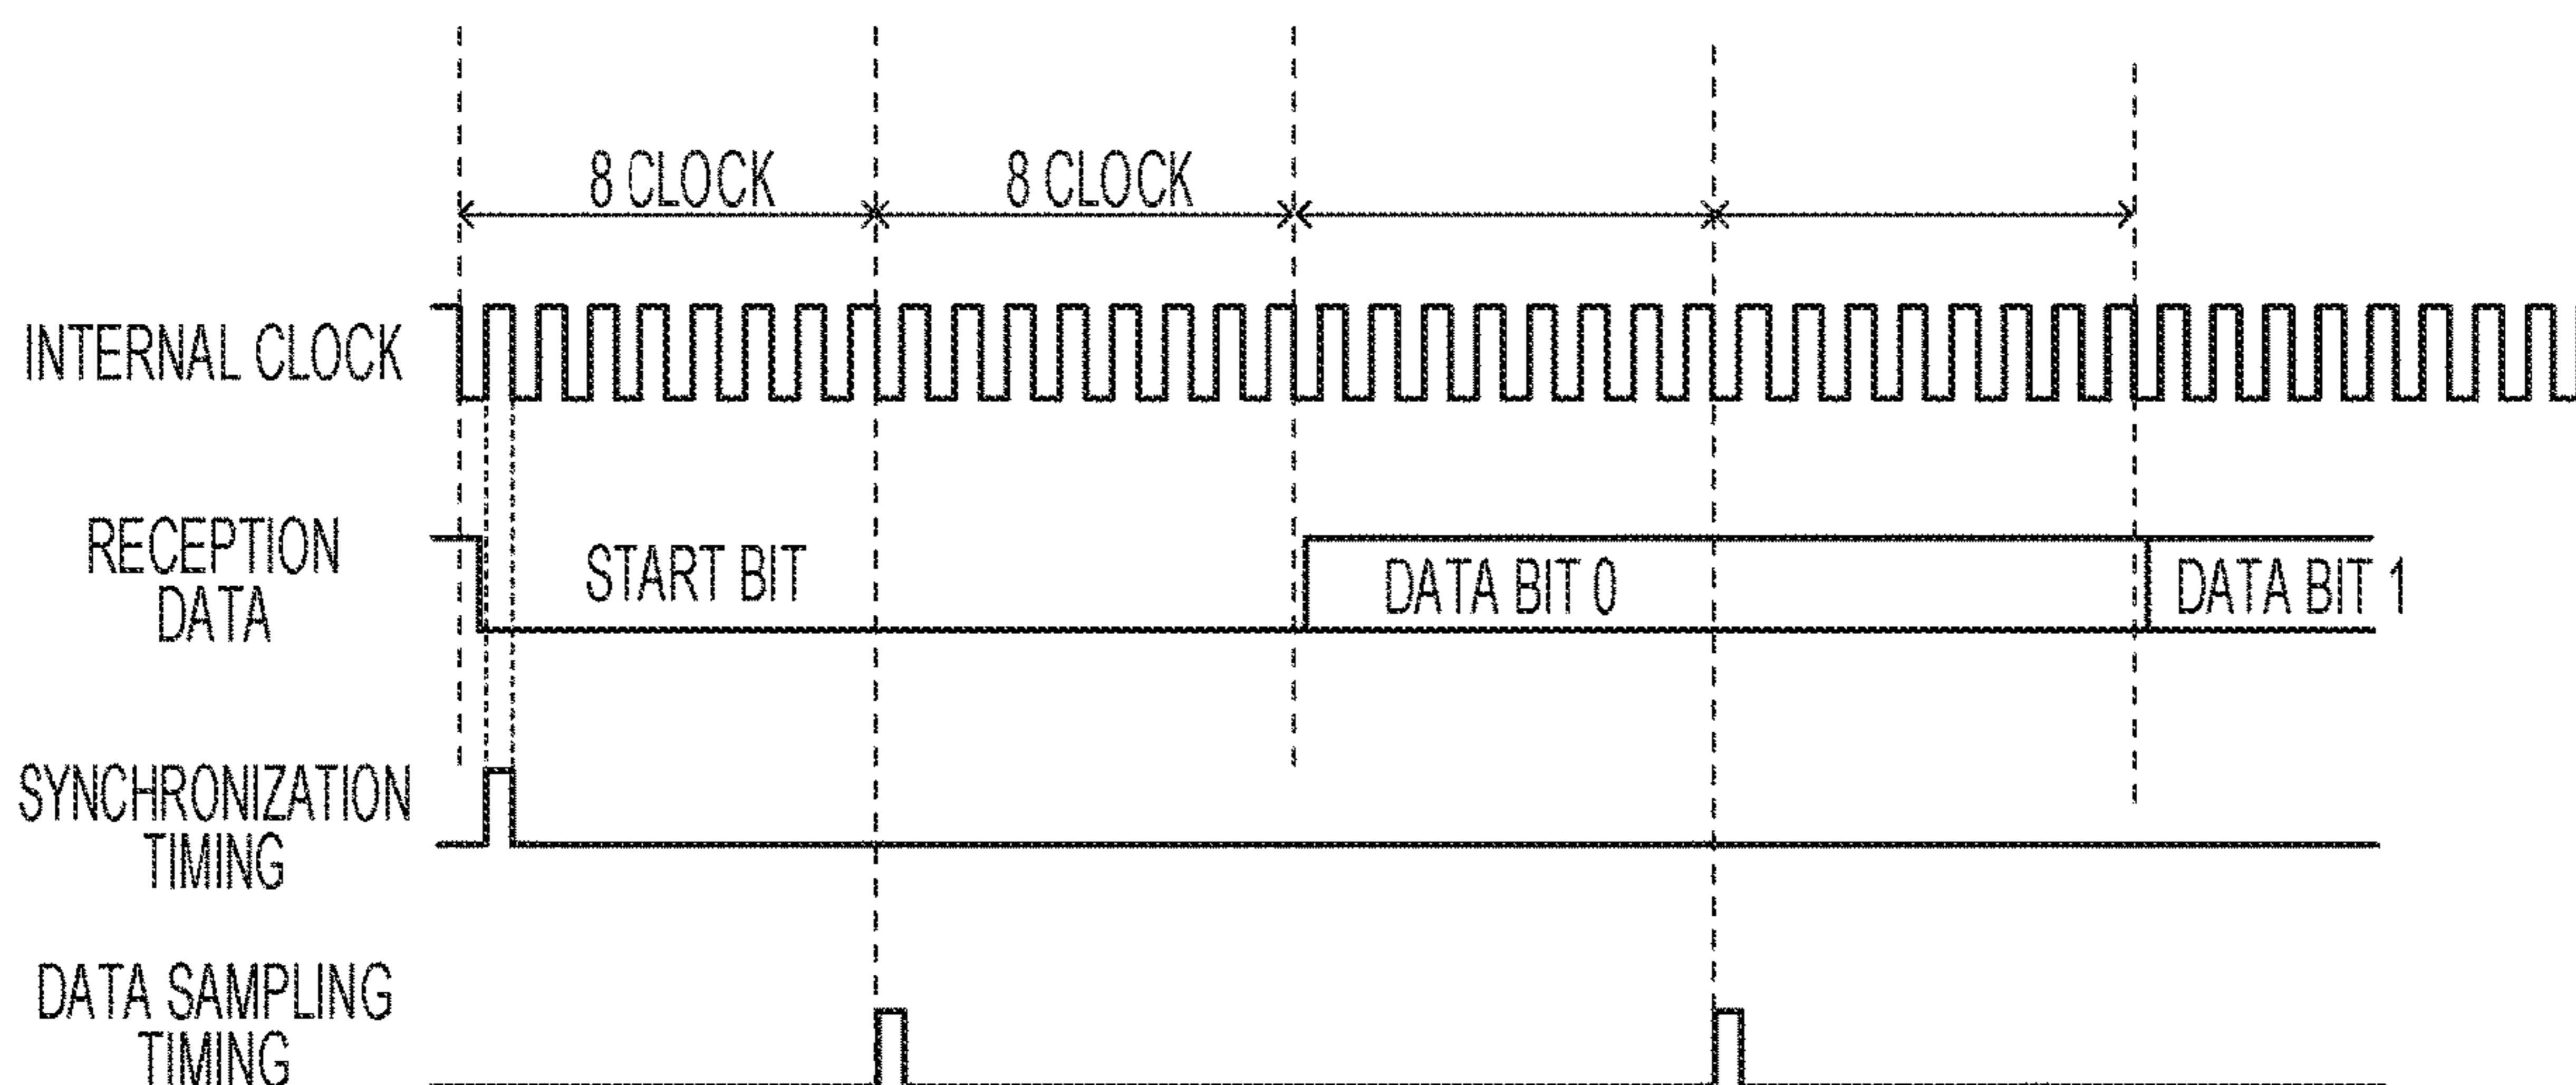 8 CLOCK
8 CLOCK
INTERNAL CLOCK
RECEPTION
DATA
START BIT
DATA BIT 0
DATA BIT 1
SYNCHRONIZATION
TIMING
DATA SAMPLING
TIMING